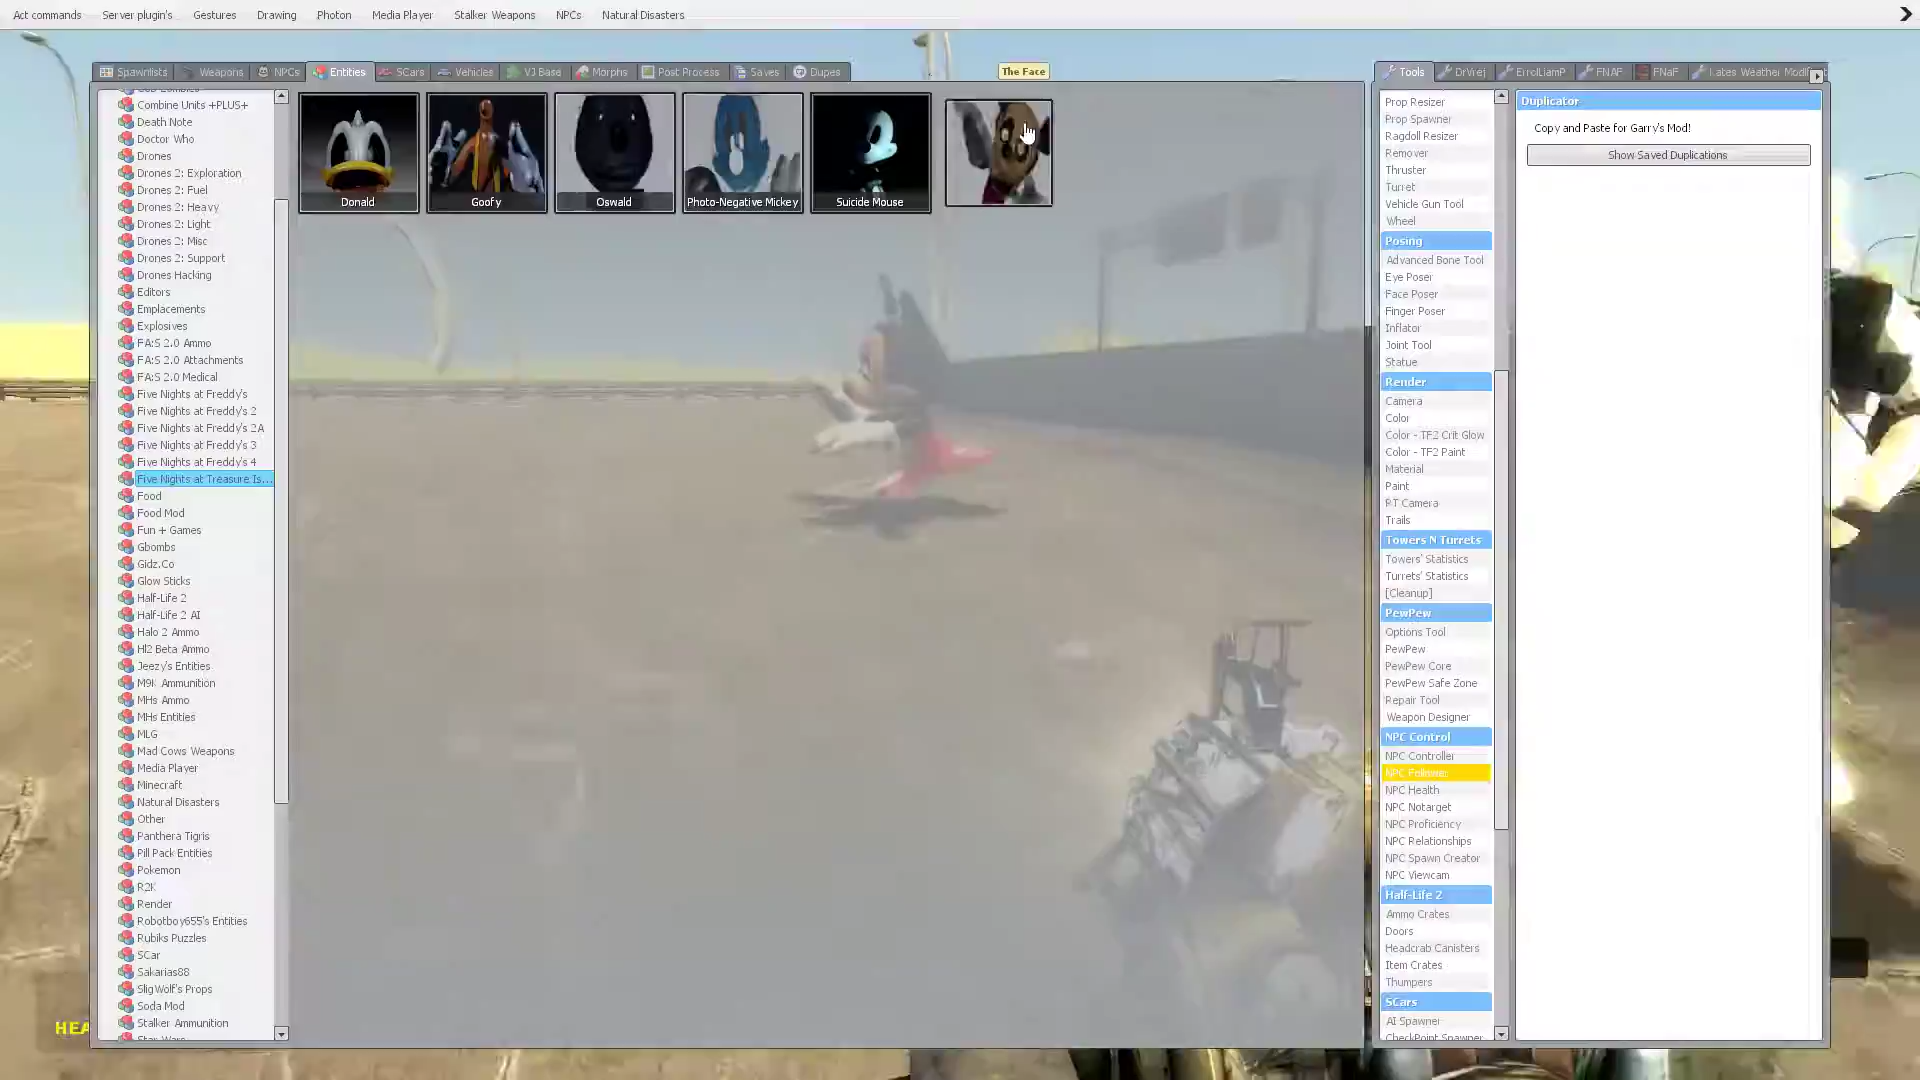 Act commands Server plugin's Gestures Drawing Photon Media Player Stalker Weapons NPCs Natural Disasters
Spawnlists Weapons NPCs Entities SCars Vehicles VJ Base Morphs Post Process Saves Dupes
The Face
Tools DrVrej ErrolLiamP FNAF FNaF
Combine Units +PLUS+
Death Note
Doctor Who
Drones
Drones 2: Exploration
Drones 2: Fuel
Drones 2: Heavy
Drones 2: Light
Drones 2: Misc
Drones 2: Support
Drones Hacking
Editors
Emplacements
Explosives
FA:S 2.0 Ammo
FA:S 2.0 Attachments
FA:S 2.0 Medical
Five Nights at Freddy's
Five Nights at Freddy's 2
Five Nights at Freddy's 2A
Five Nights at Freddy's 3
Five Nights at Freddy's 4
Five Nights at Treasure Is...
Food
Food Mod
Fun + Games
Gbombs
Gidz.Co
Glow Sticks
Half-Life 2
Half-Life 2 AI
Halo 2 Ammo
Hl2 Beta Ammo
Jeezy's Entities
M9K Ammunition
MHs Ammo
MHs Entities
MLG
Mad Cows Weapons
Media Player
Minecraft
Natural Disasters
Other
Panthera Tigris
Pill Pack Entities
Pokemon
R2K
Render
Robotboy655's Entities
Rubiks Puzzles
SCar
Sakarias88
SligWolf's Props
Soda Mod
Stalker Ammunition
Star Wars
Donald
Goofy
Oswald
Photo-Negative Mickey
Suicide Mouse
Prop Resizer
Prop Spawner
Ragdoll Resizer
Remover
Thruster
Turret
Vehicle Gun Tool
Wheel
Posing
Advanced Bone Tool
Eye Poser
Face Poser
Finger Poser
Inflator
Joint Tool
Statue
Render
Camera
Color
Color - TF2 Crit Glow
Color - TF2 Paint
Material
Paint
RT Camera
Trails
Towers N Turrets
Towers' Statistics
Turrets' Statistics
[Cleanup]
PewPew
Options Tool
PewPew
PewPew Core
PewPew Safe Zone
Repair Tool
Weapon Designer
NPC Control
NPC Controller
NPC Follower
NPC Health
NPC Notarget
NPC Proficiency
NPC Relationships
NPC Spawn Creator
NPC Viewcam
Half-Life 2
Ammo Crates
Doors
Headcrab Canisters
Item Crates
Thumpers
SCars
AI Spawner
CheckPoint Spawner
Duplicator
Copy and Paste for Garry's Mod!
Show Saved Duplications
HEA